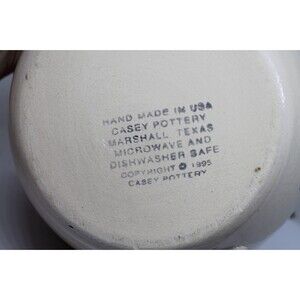 HAND MADE IN USA
CASEY POTTERY
MARSHALL, TEXAS
MICROWAVE AND
DISHWASHER SAFE
COPYRIGHT © 1995
CASEY POTTERY